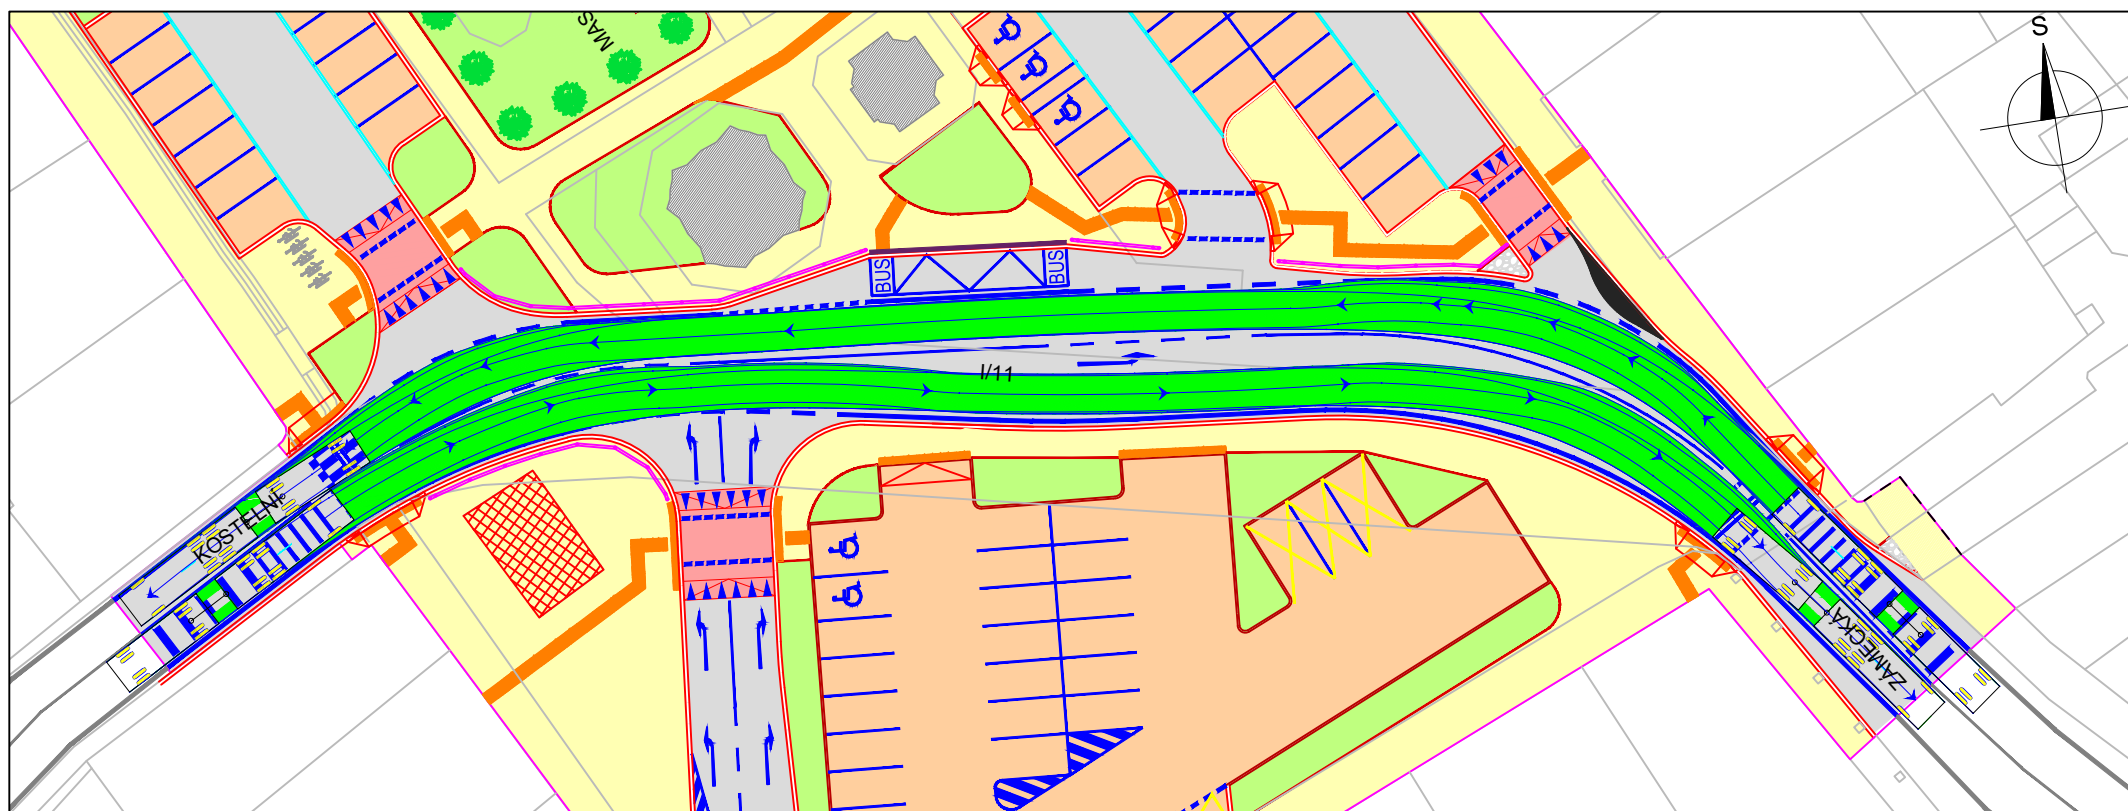 MAS
S
BUS
BUS
I/11
KOSTELNÍ
ZÁMECKÁ